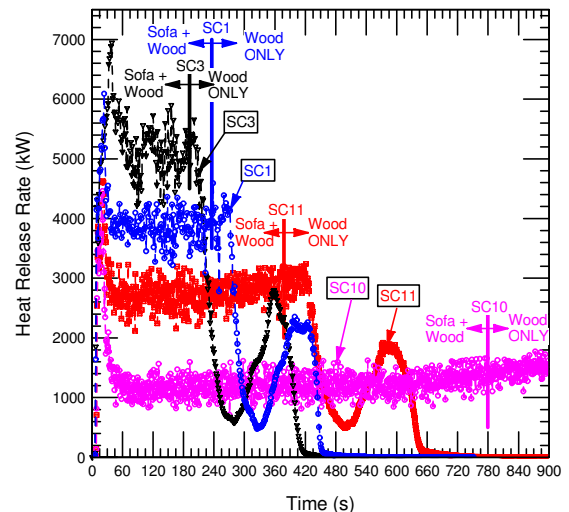 7000
6000
5000
4000
3000
2000
1000
0
Heat Release Rate (kW)
Sofa + SC1 Wood
Wood ONLY
Sofa + SC3 Wood
Wood ONLY
SC3
SC1
SC11
Sofa + Wood
Wood ONLY
SC10
SC11
SC10
Sofa + Wood
Wood ONLY
0 60 120 180 240 300 360 420 480 540 600 660 720 780 840 900
Time (s)